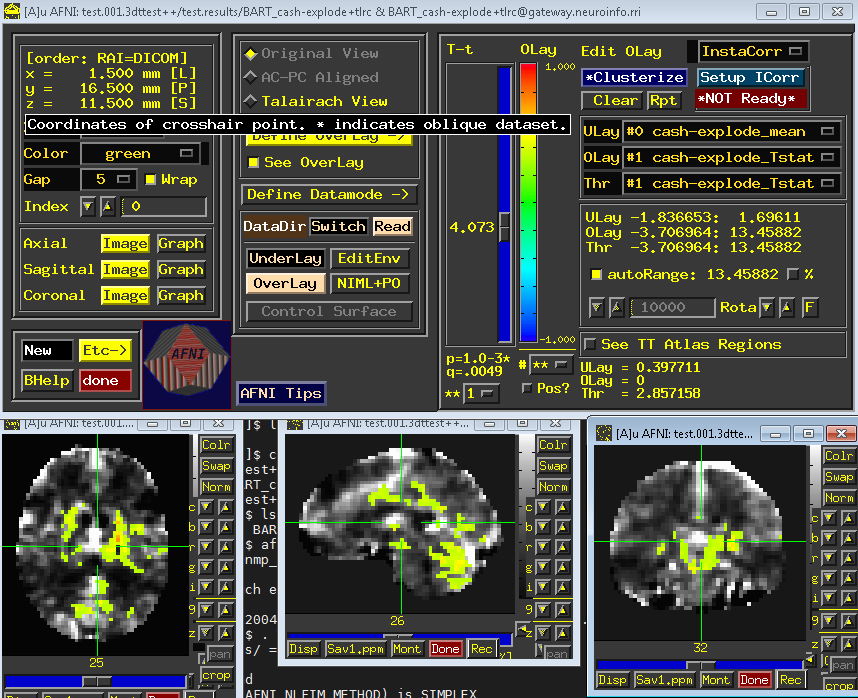 [A]u AFNI: test.001.3dttest++/test.results/BART_cash-explode+tlrc & BART_cash-explode+tlrc@gateway.neuroinfo.rri
[order: RAI=DICOM]
x = 1.500 mm [L]
y = 16.500 mm [P]
z = 11.500 mm [S]
Coordinates of crosshair point. * indicates oblique dataset.
Color green
Gap 5 Wrap
Index 0
Axial Image Graph
Sagittal Image Graph
Coronal Image Graph
New Etc->
BHelp done
AFNI
AFNI Tips
Original View
AC-PC Aligned
Talairach View
Define OverLay ->
See OverLay
Define Datamode ->
DataDir Switch Read
UnderLay EditEnv
OverLay NIML+PO
Control Surface
T-t OLay
1.000
4.073
-1.000
p=1.0-3*
q=.0049
# **
** 1 Pos?
Edit OLay InstaCorr
*Clusterize Setup ICorr
Clear Rpt *NOT Ready*
ULay #0 cash-explode_mean
OLay #1 cash-explode_Tstat
Thr #1 cash-explode_Tstat
ULay -1.836653: 1.69611
OLay -3.706964: 13.45882
Thr -3.706964: 13.45882
autoRange: 13.45882 %
10000 Rota F
See TT Atlas Regions
ULay = 0.397711
OLay = 0
Thr = 2.857158
[A]u AFNI: test.001....
Colr
Swap
Norm
c
b
r
g
i
9
z
pan
crop
25
]$ l
]$ c
est+
RT_c
est+
$ ls
BAR
$ af
nmp_
ch e
2004
$ .
s/ =
d
AFNI NLFIM METHOD) is SIMPLEX
[A]u AFNI: test.001.3dttest++...
Colr
Swap
Norm
c
b
r
g
i
9
z
pan
26
Disp Sav1.ppm Mont Done Rec
[A]u AFNI: test.001.3dtte...
Colr
Swap
Norm
c
b
r
g
i
9
z
pan
crop
32
Disp Sav1.ppm Mont Done Rec